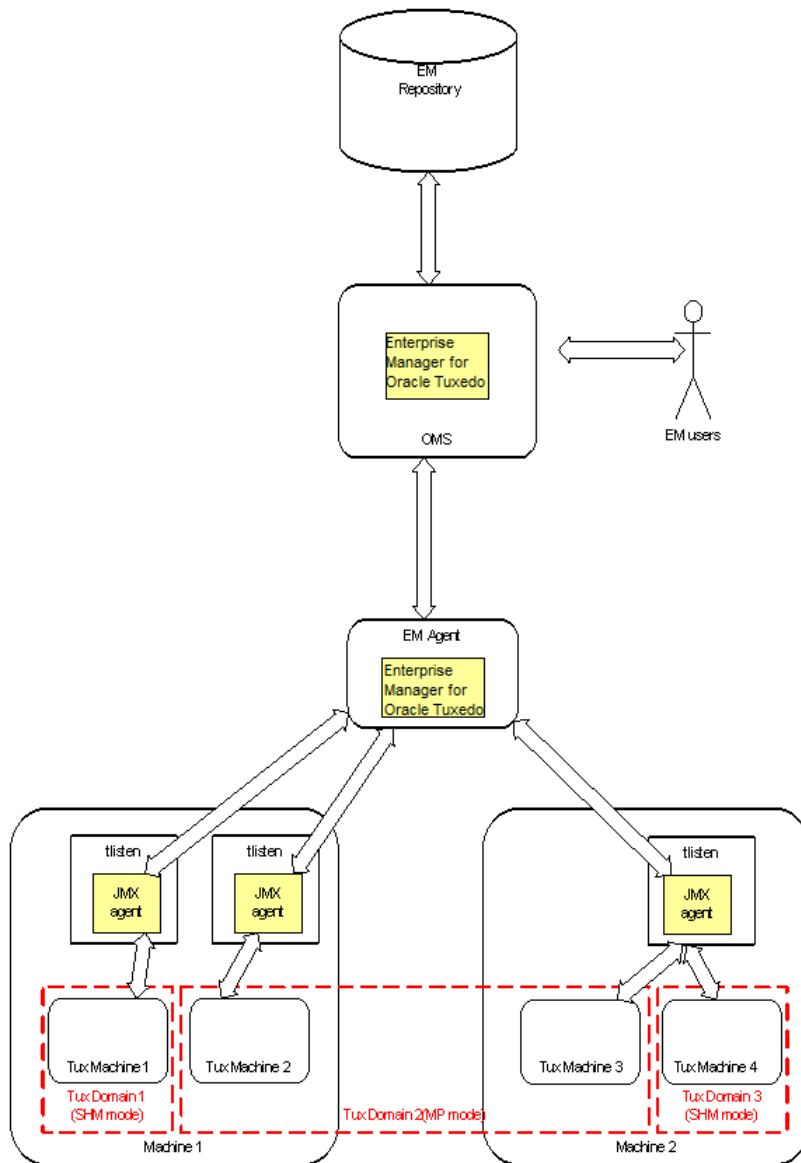 EM
Repository
Enterprise
Manager for
Oracle Tuxedo
OMS
EM users
EM Agent
Enterprise
Manager for
Oracle Tuxedo
tlisten
JMX
agent
tlisten
JMX
agent
tlisten
JMX
agent
Tux Machine 1
Tux Machine 2
Tux Machine 3
Tux Machine 4
Tux Domain 1
(SHM mode)
Tux Domain 2(MP mode)
Tux Domain 3
(SHM mode)
Machine 1
Machine 2